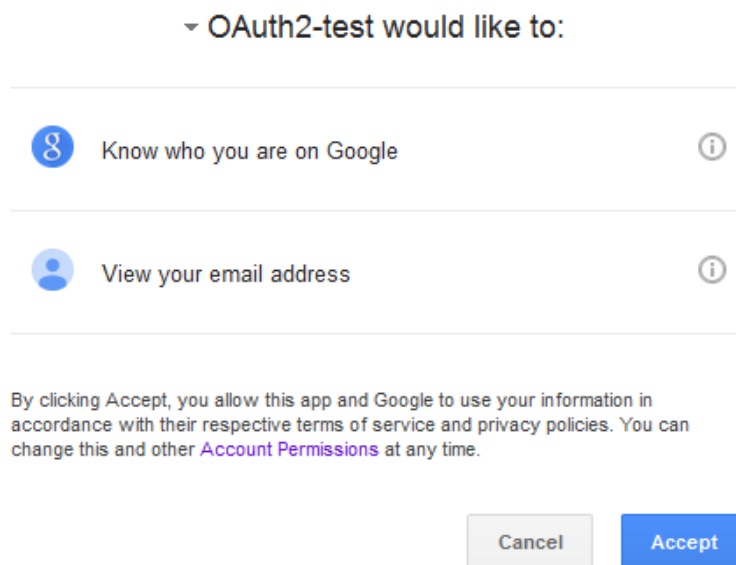 OAuth2-test would like to:
g Know who you are on Google
View your email address
By clicking Accept, you allow this app and Google to use your information in
accordance with their respective terms of service and privacy policies. You can
change this and other Account Permissions at any time.
Cancel Accept